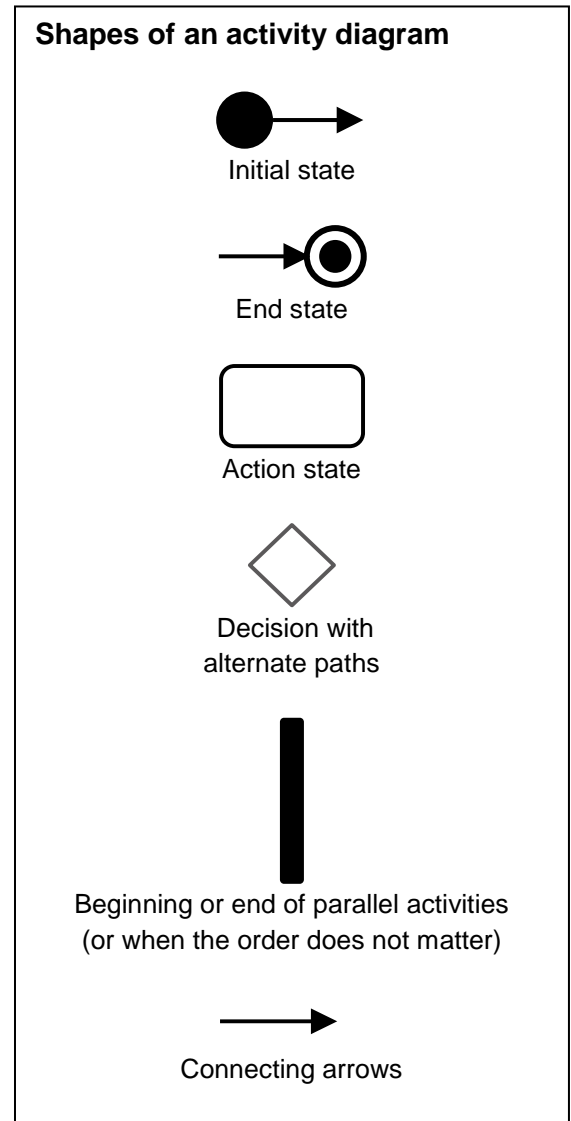 Shapes of an activity diagram
Initial state
End state
Action state
Decision with
alternate paths
Beginning or end of parallel activities
(or when the order does not matter)
Connecting arrows